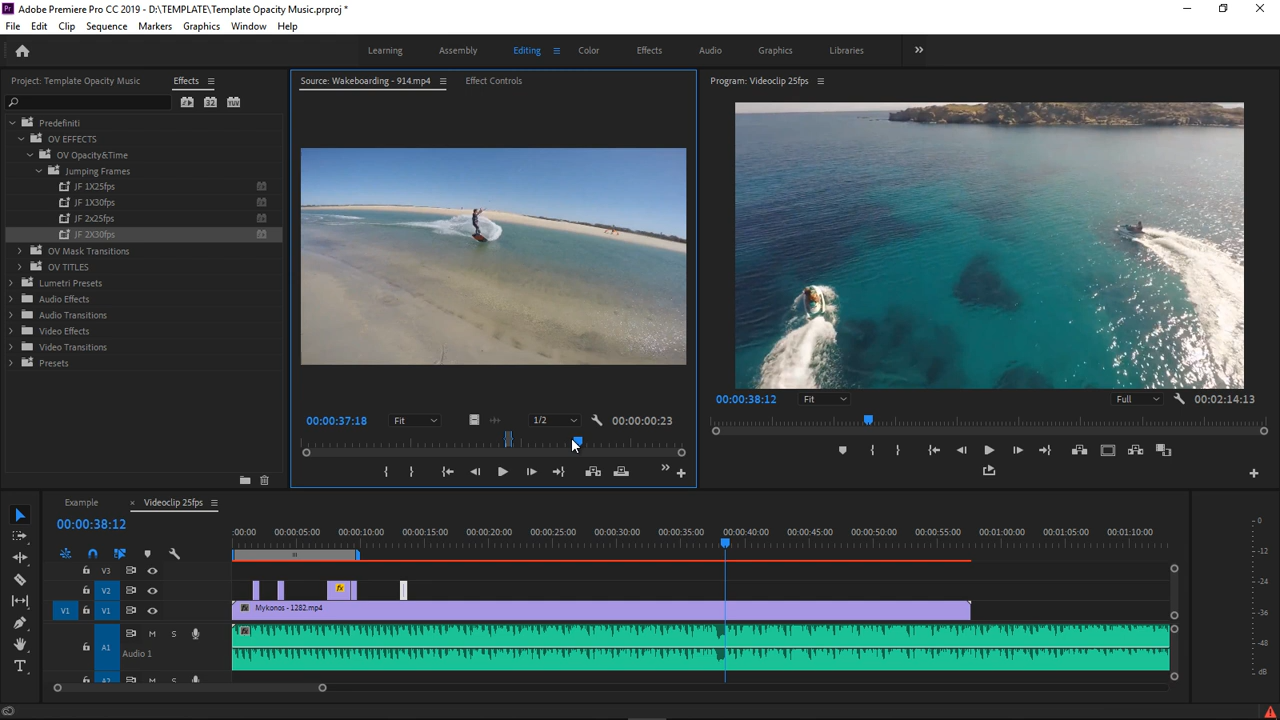 Adobe Premiere Pro CC 2019 - D:\TEMPLATE\Template Opacity Music.prproj *
File Edit Clip Sequence Markers Graphics Window Help
Learning Assembly Editing Color Effects Audio Graphics Libraries
Project: Template Opacity Music Effects
Source: Wakeboarding - 914.mp4 Effect Controls
Program: Videoclip 25fps
32 YUV
Predefiniti
OV EFFECTS
OV Opacity&Time
Jumping Frames
JF 1X25fps
JF 1X30fps
JF 2x25fps
JF 2X30fps
OV Mask Transitions
OV TITLES
Lumetri Presets
Audio Effects
Audio Transitions
Video Effects
Video Transitions
Presets
00:00:37:18 Fit 1/2 00:00:00:23
00:00:38:12 Fit Full 00:02:14:13
Example × Videoclip 25fps
00:00:38:12
:00:00 00:00:05:00 00:00:10:00 00:00:15:00 00:00:20:00 00:00:25:00 00:00:30:00 00:00:35:00 00:00:40:00 00:00:45:00 00:00:50:00 00:00:55:00 00:01:00:00 00:01:05:00 00:01:10:00
V3
V2 fx
V1 V1 fx Mykonos - 1282.mp4
A1 M S fx
Audio 1
A2 M S
0
-12
-24
-36
-48
dB